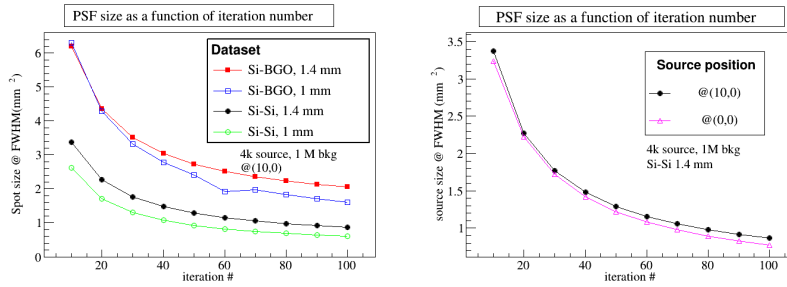 PSF size as a function of iteration number
Spot size @ FWHM(mm 2)
6
5
4
3
2
1
0
Dataset
Si-BGO, 1.4 mm
Si-BGO, 1 mm
Si-Si, 1.4 mm
Si-Si, 1 mm
4k source, 1 M bkg
@(10,0)
20 40 60 80 100
iteration #
PSF size as a function of iteration number
source size @ FWHM (mm 2)
3.5
3
2.5
2
1.5
1
Source position
@(10,0)
@(0,0)
4k source, 1M bkg
Si-Si 1.4 mm
20 40 60 80 100
iteration #